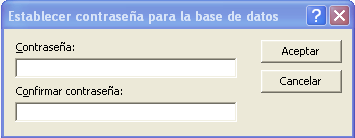 Establecer contraseña para la base de datos
Contraseña:
Aceptar
Cancelar
Confirmar contraseña: